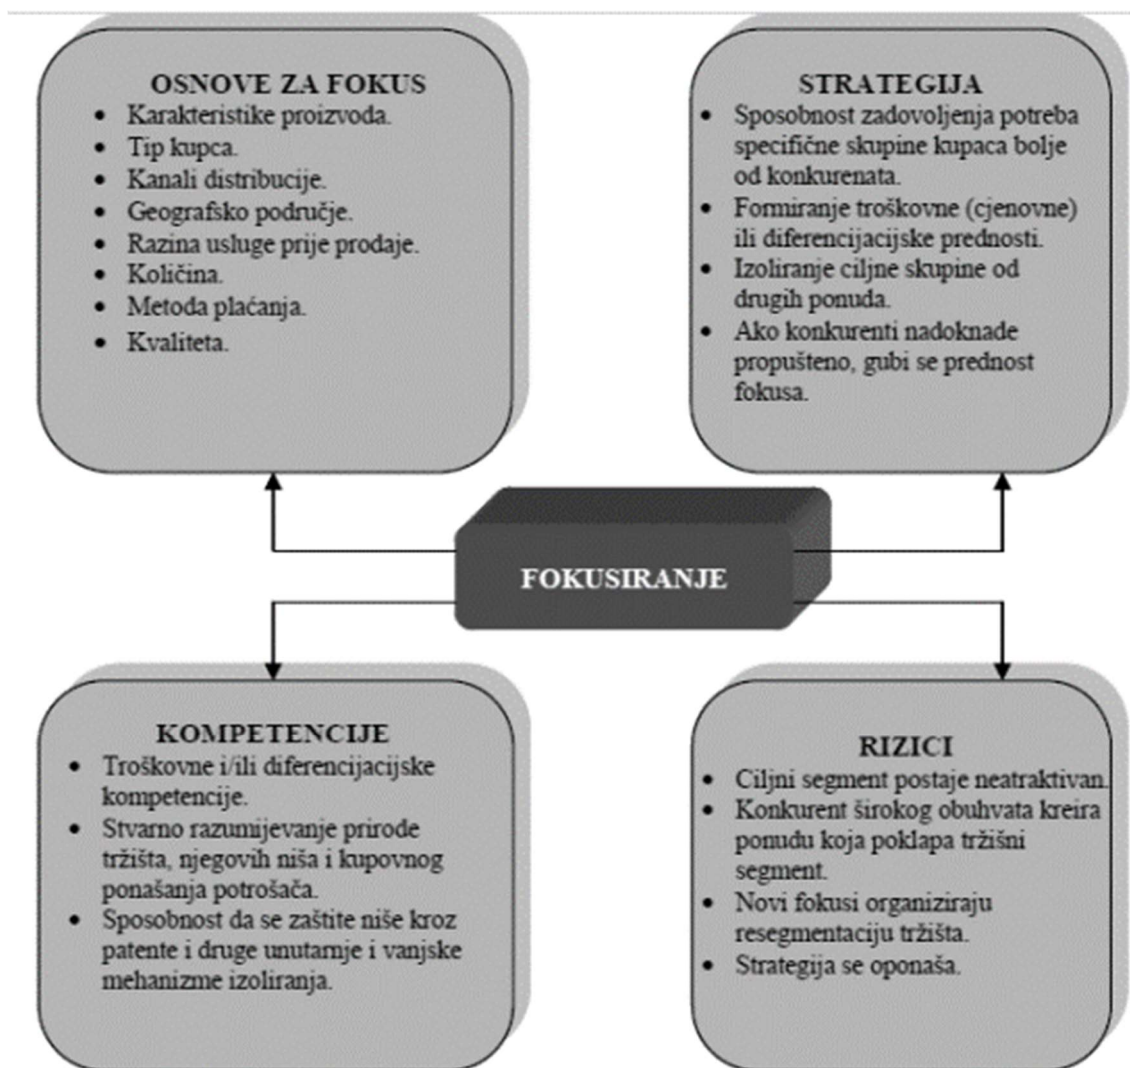 OSNOVE ZA FOKUS
• Karakteristike proizvoda.
• Tip kupca.
• Kanali distribucije.
• Geografsko područje.
• Razina usluge prije prodaje.
• Količina.
• Metoda plaćanja.
• Kvaliteta.
STRATEGIJA
• Sposobnost zadovoljenja potreba
specifične skupine kupaca bolje
od konkurenata.
• Formiranje troškovne (cjenovne)
ili diferencijacijske prednosti.
• Izoliranje ciljne skupine od
drugih ponuda.
• Ako konkurenti nadoknade
propušteno, gubi se prednost
fokusa.
FOKUSIRANJE
KOMPETENCIJE
• Troškovne i/ili diferencijacijske
kompetencije.
• Stvarno razumijevanje prirode
tržišta, njegovih niša i kupovnog
ponašanja potrošača.
• Sposobnost da se zaštite niše kroz
patente i druge unutarnje i vanjske
mehanizme izoliranja.
RIZICI
• Ciljni segment postaje neatraktivan.
• Konkurent širokog obuhvata kreira
ponudu koja poklapa tržišni
segment.
• Novi fokusi organiziraju
resegmentaciju tržišta.
• Strategija se oponaša.